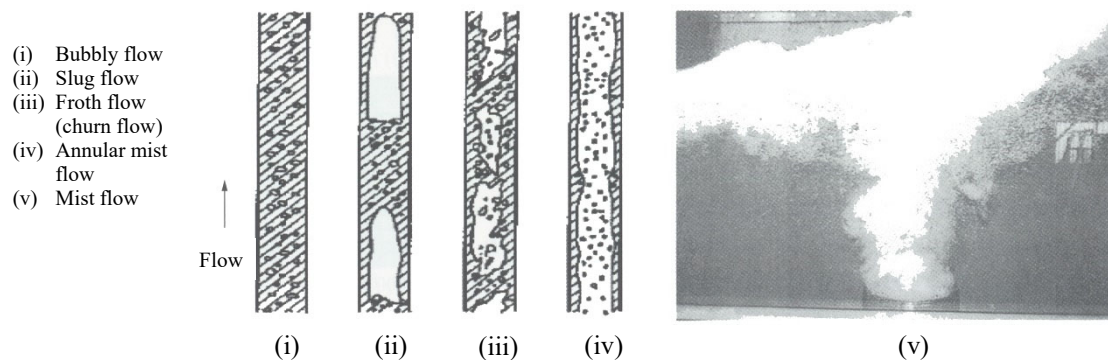 (i) Bubbly flow
(ii) Slug flow
(iii) Froth flow
(churn flow)
(iv) Annular mist
flow
(v) Mist flow
Flow
(i) (ii) (iii) (iv) (v)